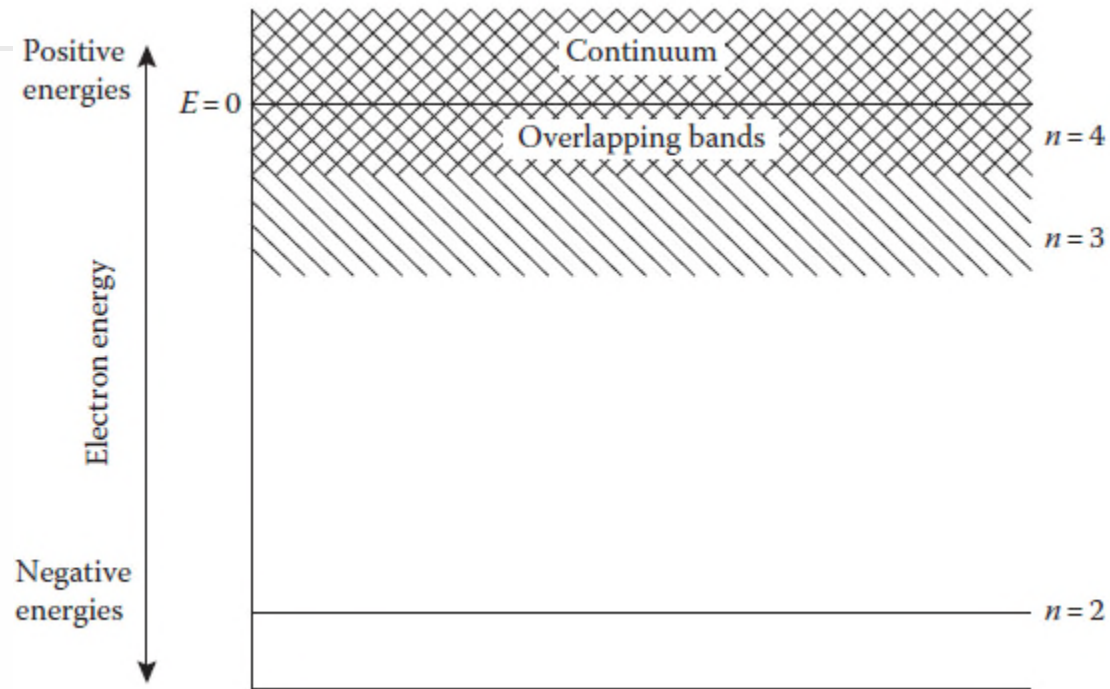 Positive
energies
E = 0
Continuum
Overlapping bands
n = 4
n = 3
Electron energy
Negative
energies
n = 2